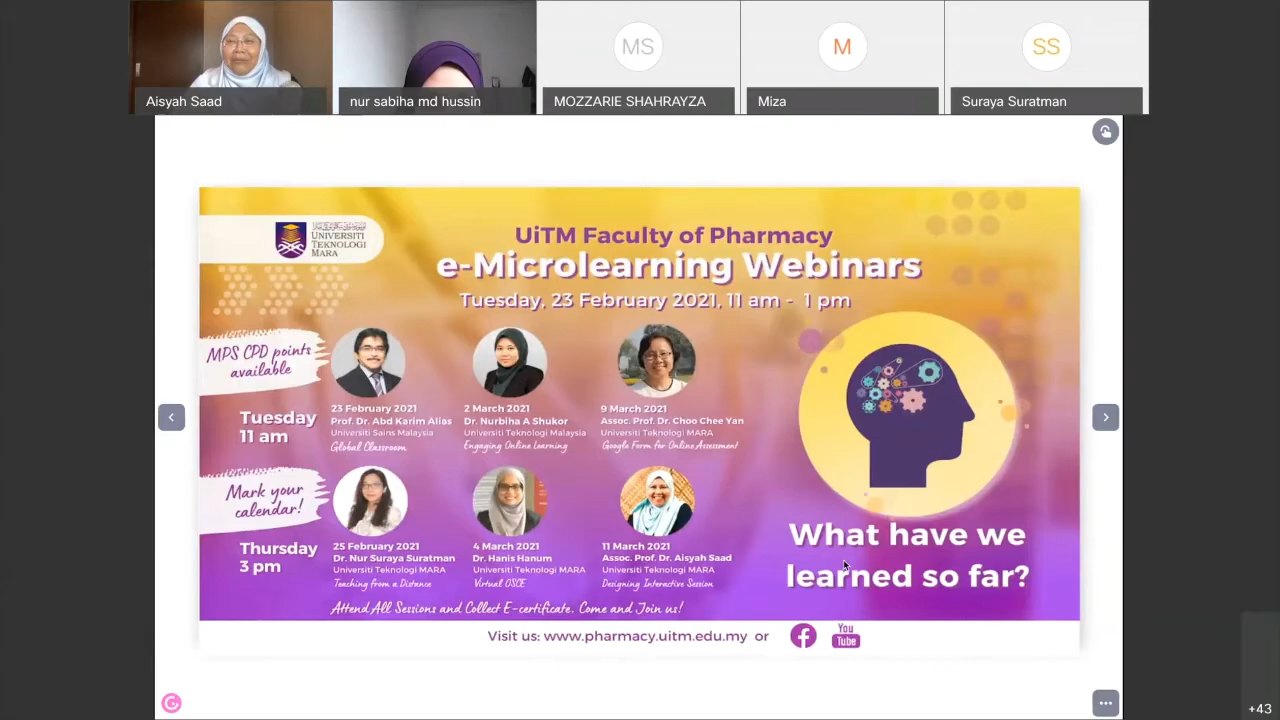 Aisyah Saad
nur sabiha md hussin
MS
MOZZARIE SHAHRAYZA
M
Miza
SS
Suraya Suratman
UNIVERSITI
TEKNOLOGI
MARA
UiTM Faculty of Pharmacy
e-Microlearning Webinars
Tuesday, 23 February 2021, 11 am - 1 pm
MPS CPD points
available
Tuesday
11 am
23 February 2021
Prof. Dr. Abd Karim Alias
Universiti Sains Malaysia
Global Classroom
2 March 2021
Dr. Nurbiha A Shukor
Universiti Teknologi Malaysia
Engaging Online Learning
9 March 2021
Assoc. Prof. Dr. Choo Chee Yan
Universiti Teknologi MARA
Google Form for Online Assessment
Mark your
calendar!
Thursday
3 pm
25 February 2021
Dr. Nur Suraya Suratman
Universiti Teknologi MARA
Teaching from a Distance
4 March 2021
Dr. Hanis Hanum
Universiti Teknologi MARA
Virtual OSCE
11 March 2021
Assoc. Prof. Dr. Aisyah Saad
Universiti Teknologi MARA
Designing Interactive Session
What have we
learned so far?
Attend All Sessions and Collect E-certificate. Come and Join us!
Visit us: www.pharmacy.uitm.edu.my or
You
Tube
+43